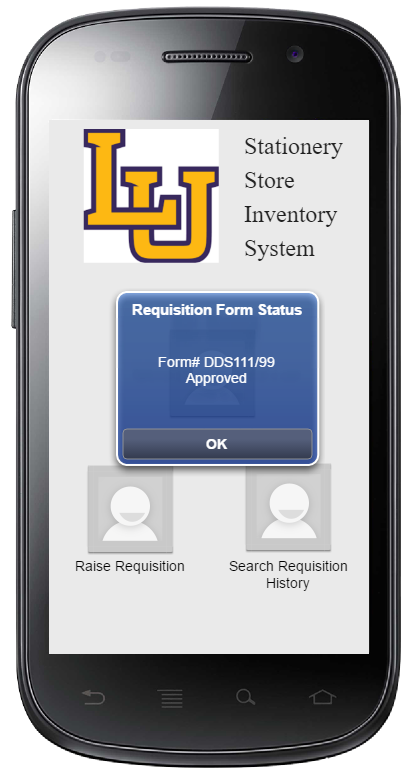 LU
Stationery
Store
Inventory
System
Requisition Form Status
Form# DDS111/99
Approved
OK
Raise Requisition
Search Requisition
History